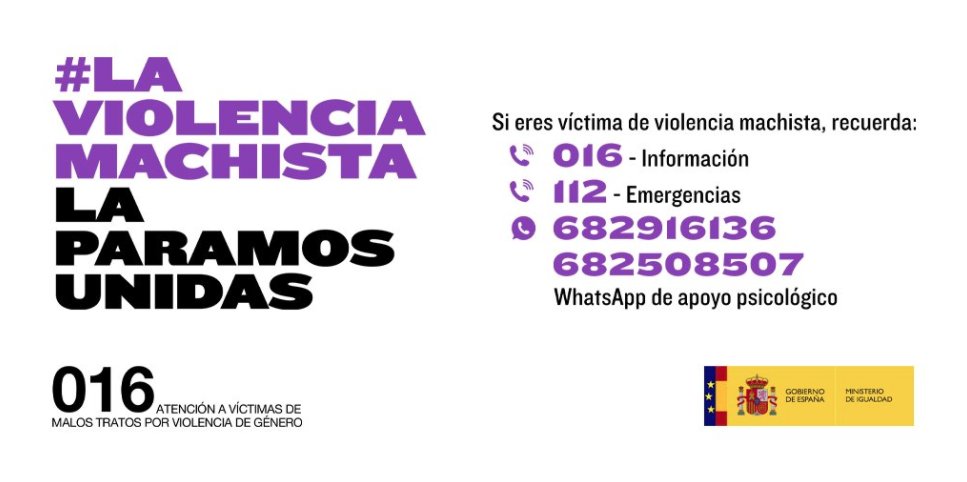 #LA
VIOLENCIA
MACHISTA
LA
PARAMOS
UNIDAS
016 ATENCIÓN A VÍCTIMAS DE
MALOS TRATOS POR VIOLENCIA DE GÉNERO
Si eres víctima de violencia machista, recuerda:
016 - Información
112 - Emergencias
682916136
682508507
WhatsApp de apoyo psicológico
GOBIERNO
DE ESPAÑA
MINISTERIO
DE IGUALDAD